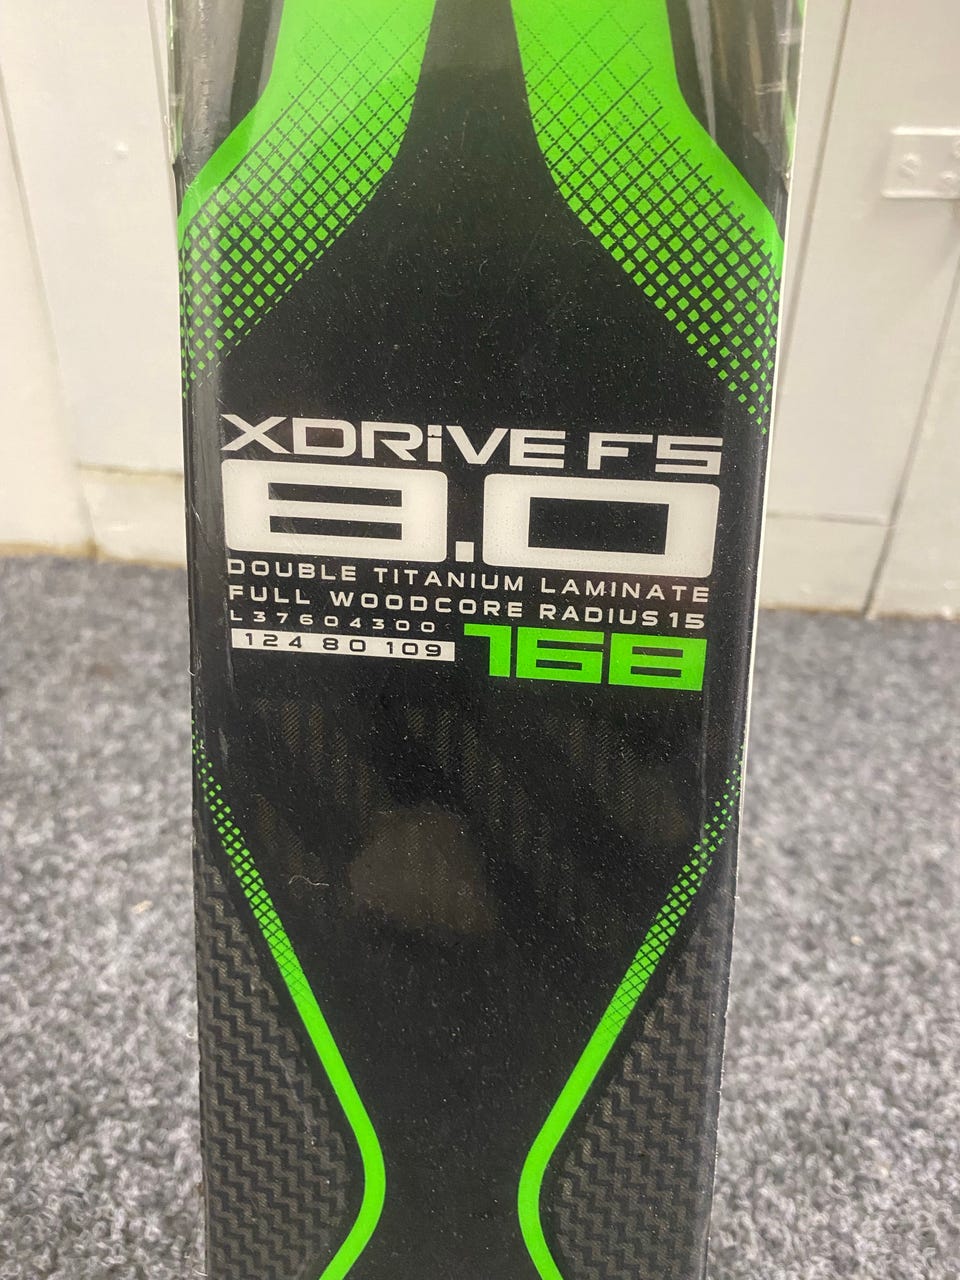 XDRiVE FS
8.0
DOUBLE TITANIUM LAMINATE
FULL WOODCORE RADIUS 15
L37604300
124 80 109
168